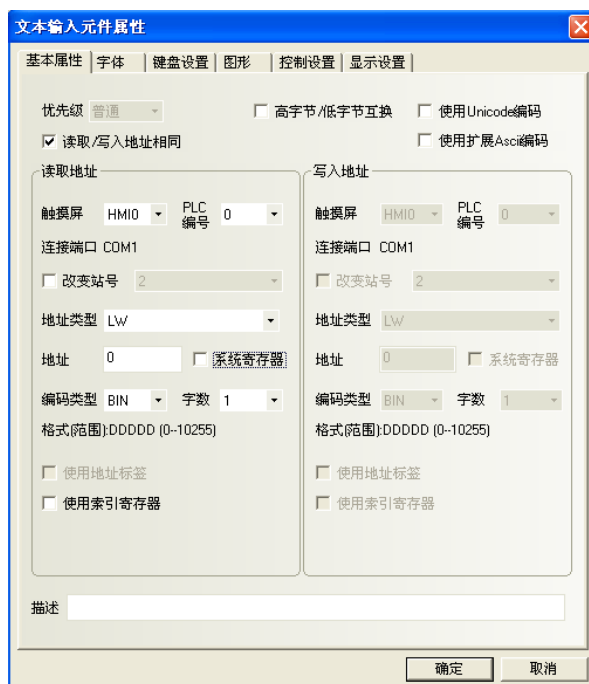 文本输入元件属性
基本属性 字体 键盘设置 图形 控制设置 显示设置
优先级 普通 高字节/低字节互换 使用Unicode编码
读取/写入地址相同 使用扩展Ascii编码
读取地址
触摸屏 HMI0 PLC编号 0
连接端口 COM1
改变站号 2
地址类型 LW
地址 0 系统寄存器
编码类型 BIN 字数 1
格式(范围):DDDDD (0--10255)
使用地址标签
使用索引寄存器
写入地址
触摸屏 HMI0 PLC编号 0
连接端口 COM1
改变站号 2
地址类型 LW
地址 0 系统寄存器
编码类型 BIN 字数 1
格式(范围):DDDDD (0--10255)
使用地址标签
使用索引寄存器
描述
确定 取消